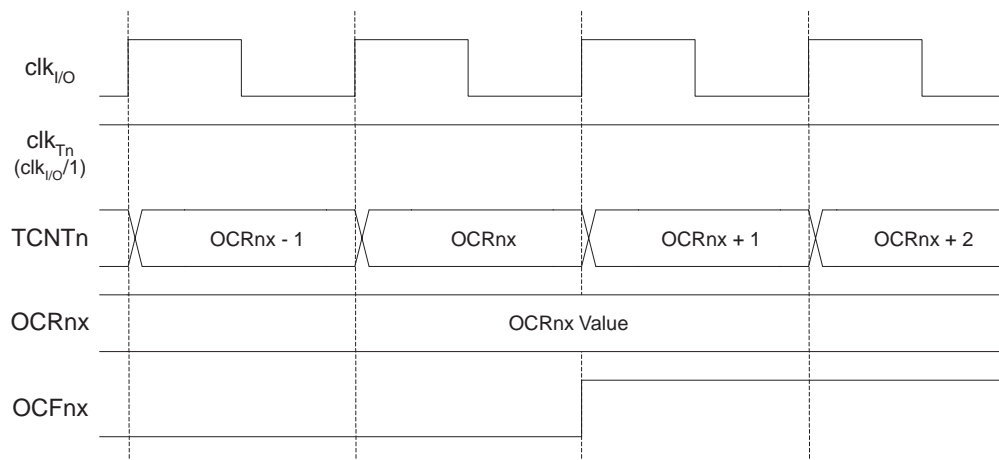 clkI/O
clkTn
(clkI/O/1)
TCNTn
OCRnx - 1
OCRnx
OCRnx + 1
OCRnx + 2
OCRnx
OCRnx Value
OCFnx